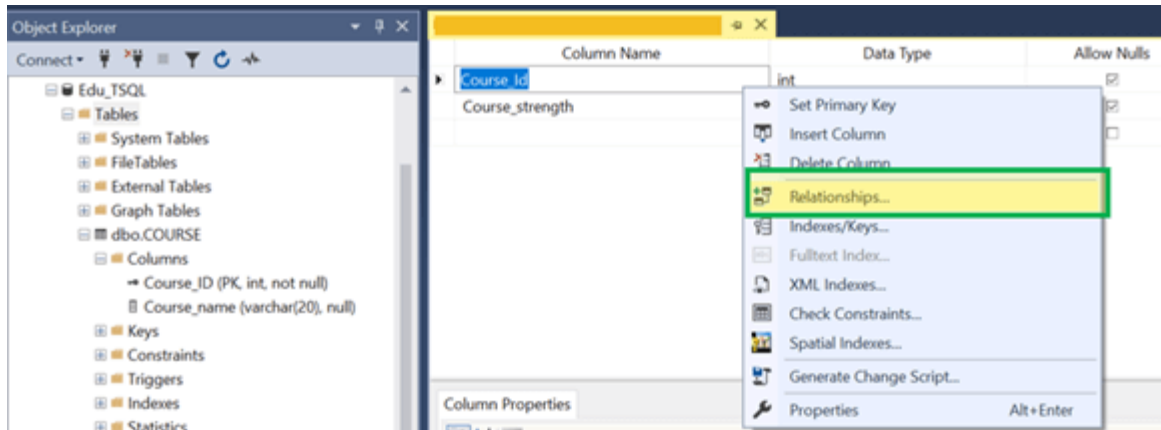 Object Explorer
Connect
Edu_TSQL
Tables
System Tables
FileTables
External Tables
Graph Tables
dbo.COURSE
Columns
Course_ID (PK, int, not null)
Course_name (varchar(20), null)
Keys
Constraints
Triggers
Indexes
Statistics
Column Name Data Type Allow Nulls
Course_Id int
Course_strength
Set Primary Key
Insert Column
Delete Column
Relationships...
Indexes/Keys...
Fulltext Index...
XML Indexes...
Check Constraints...
Spatial Indexes...
Generate Change Script...
Properties Alt+Enter
Column Properties